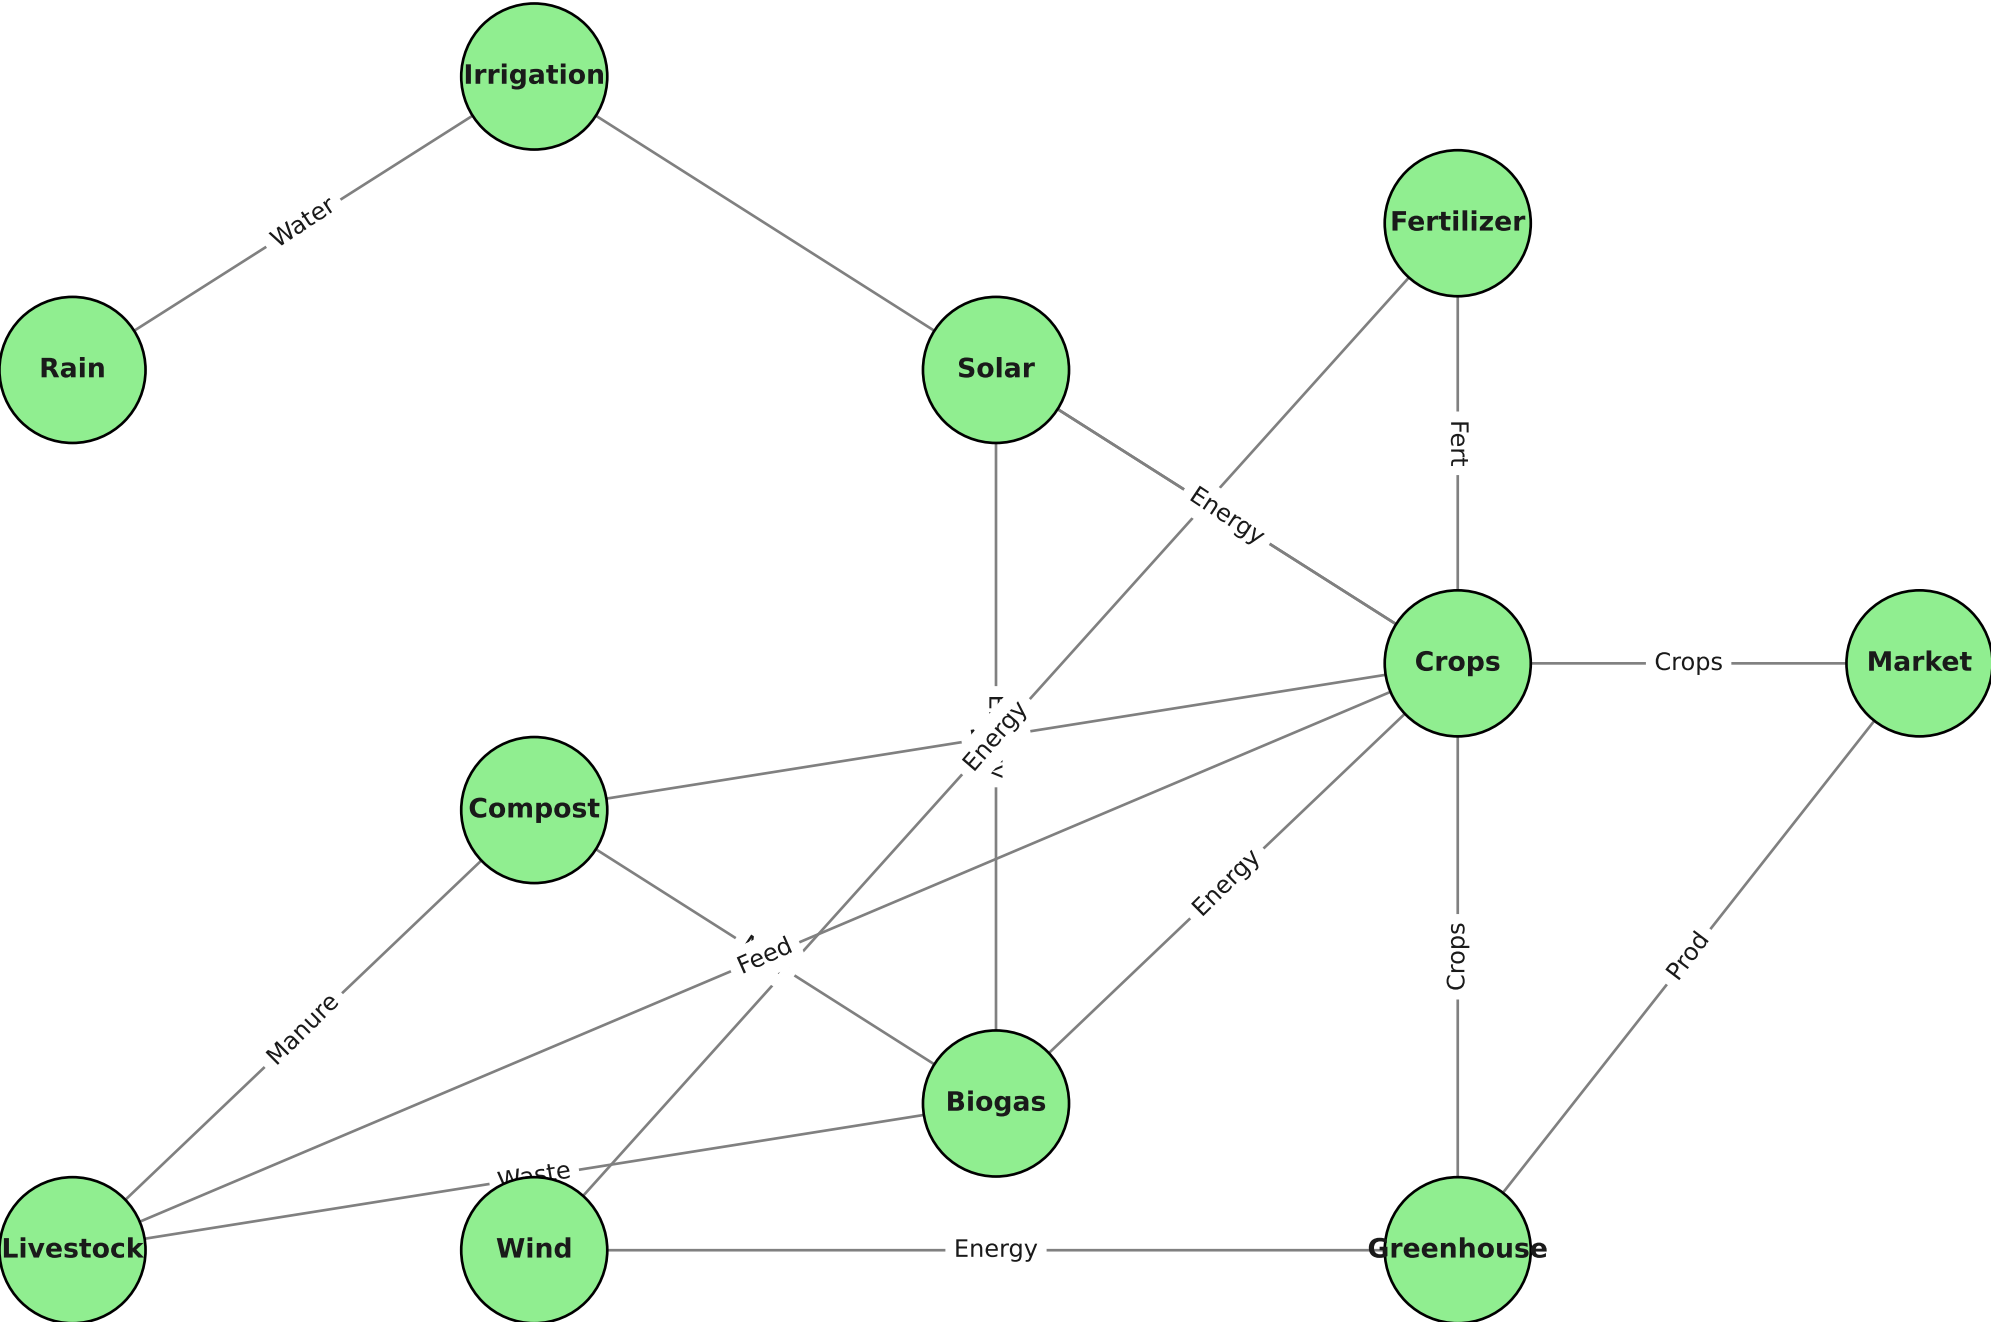 Irrigation
Water
Fertilizer
Rain
Solar
Fert
Energy
Crops
Crops
Market
Energy
Compost
Energy
Feed
Crops
Prod
Manure
Biogas
Waste
Livestock
Wind
Energy
Greenhouse